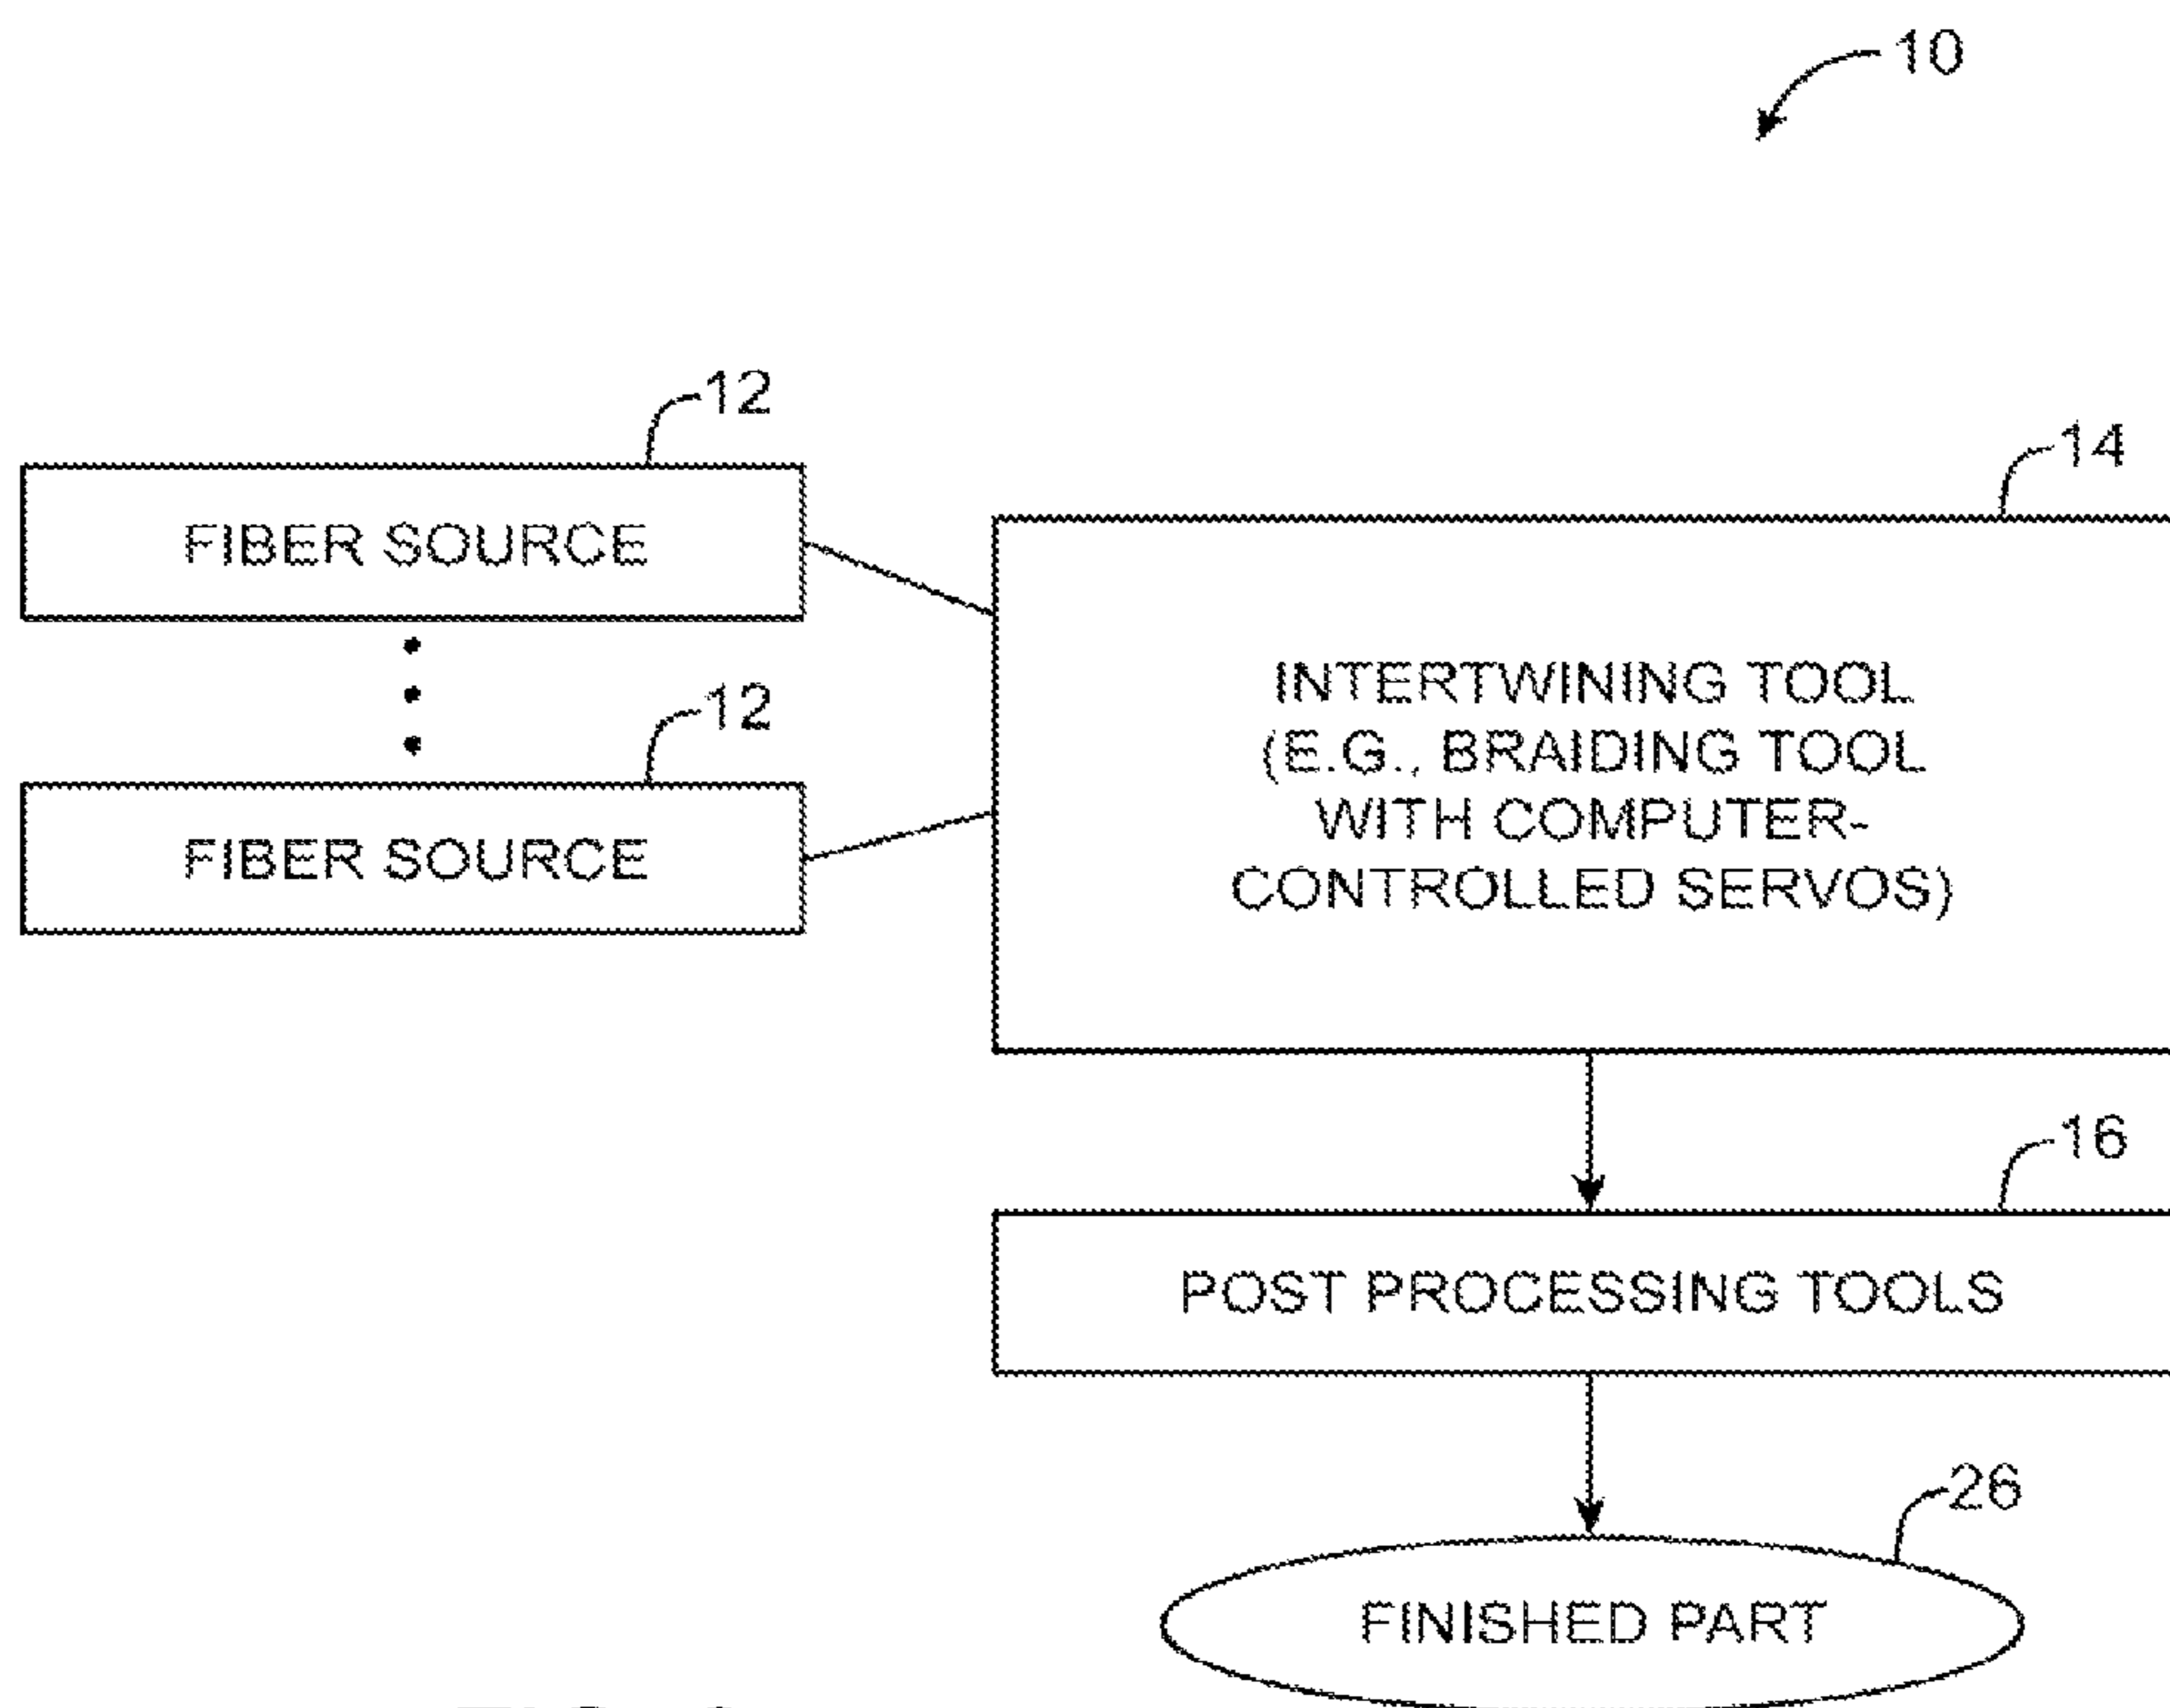 10
12
FIBER SOURCE
12
FIBER SOURCE
14
INTERTWINING TOOL
(E.G., BRAIDING TOOL
WITH COMPUTER-
CONTROLLED SERVOS)
16
POST PROCESSING TOOLS
26
FINISHED PART